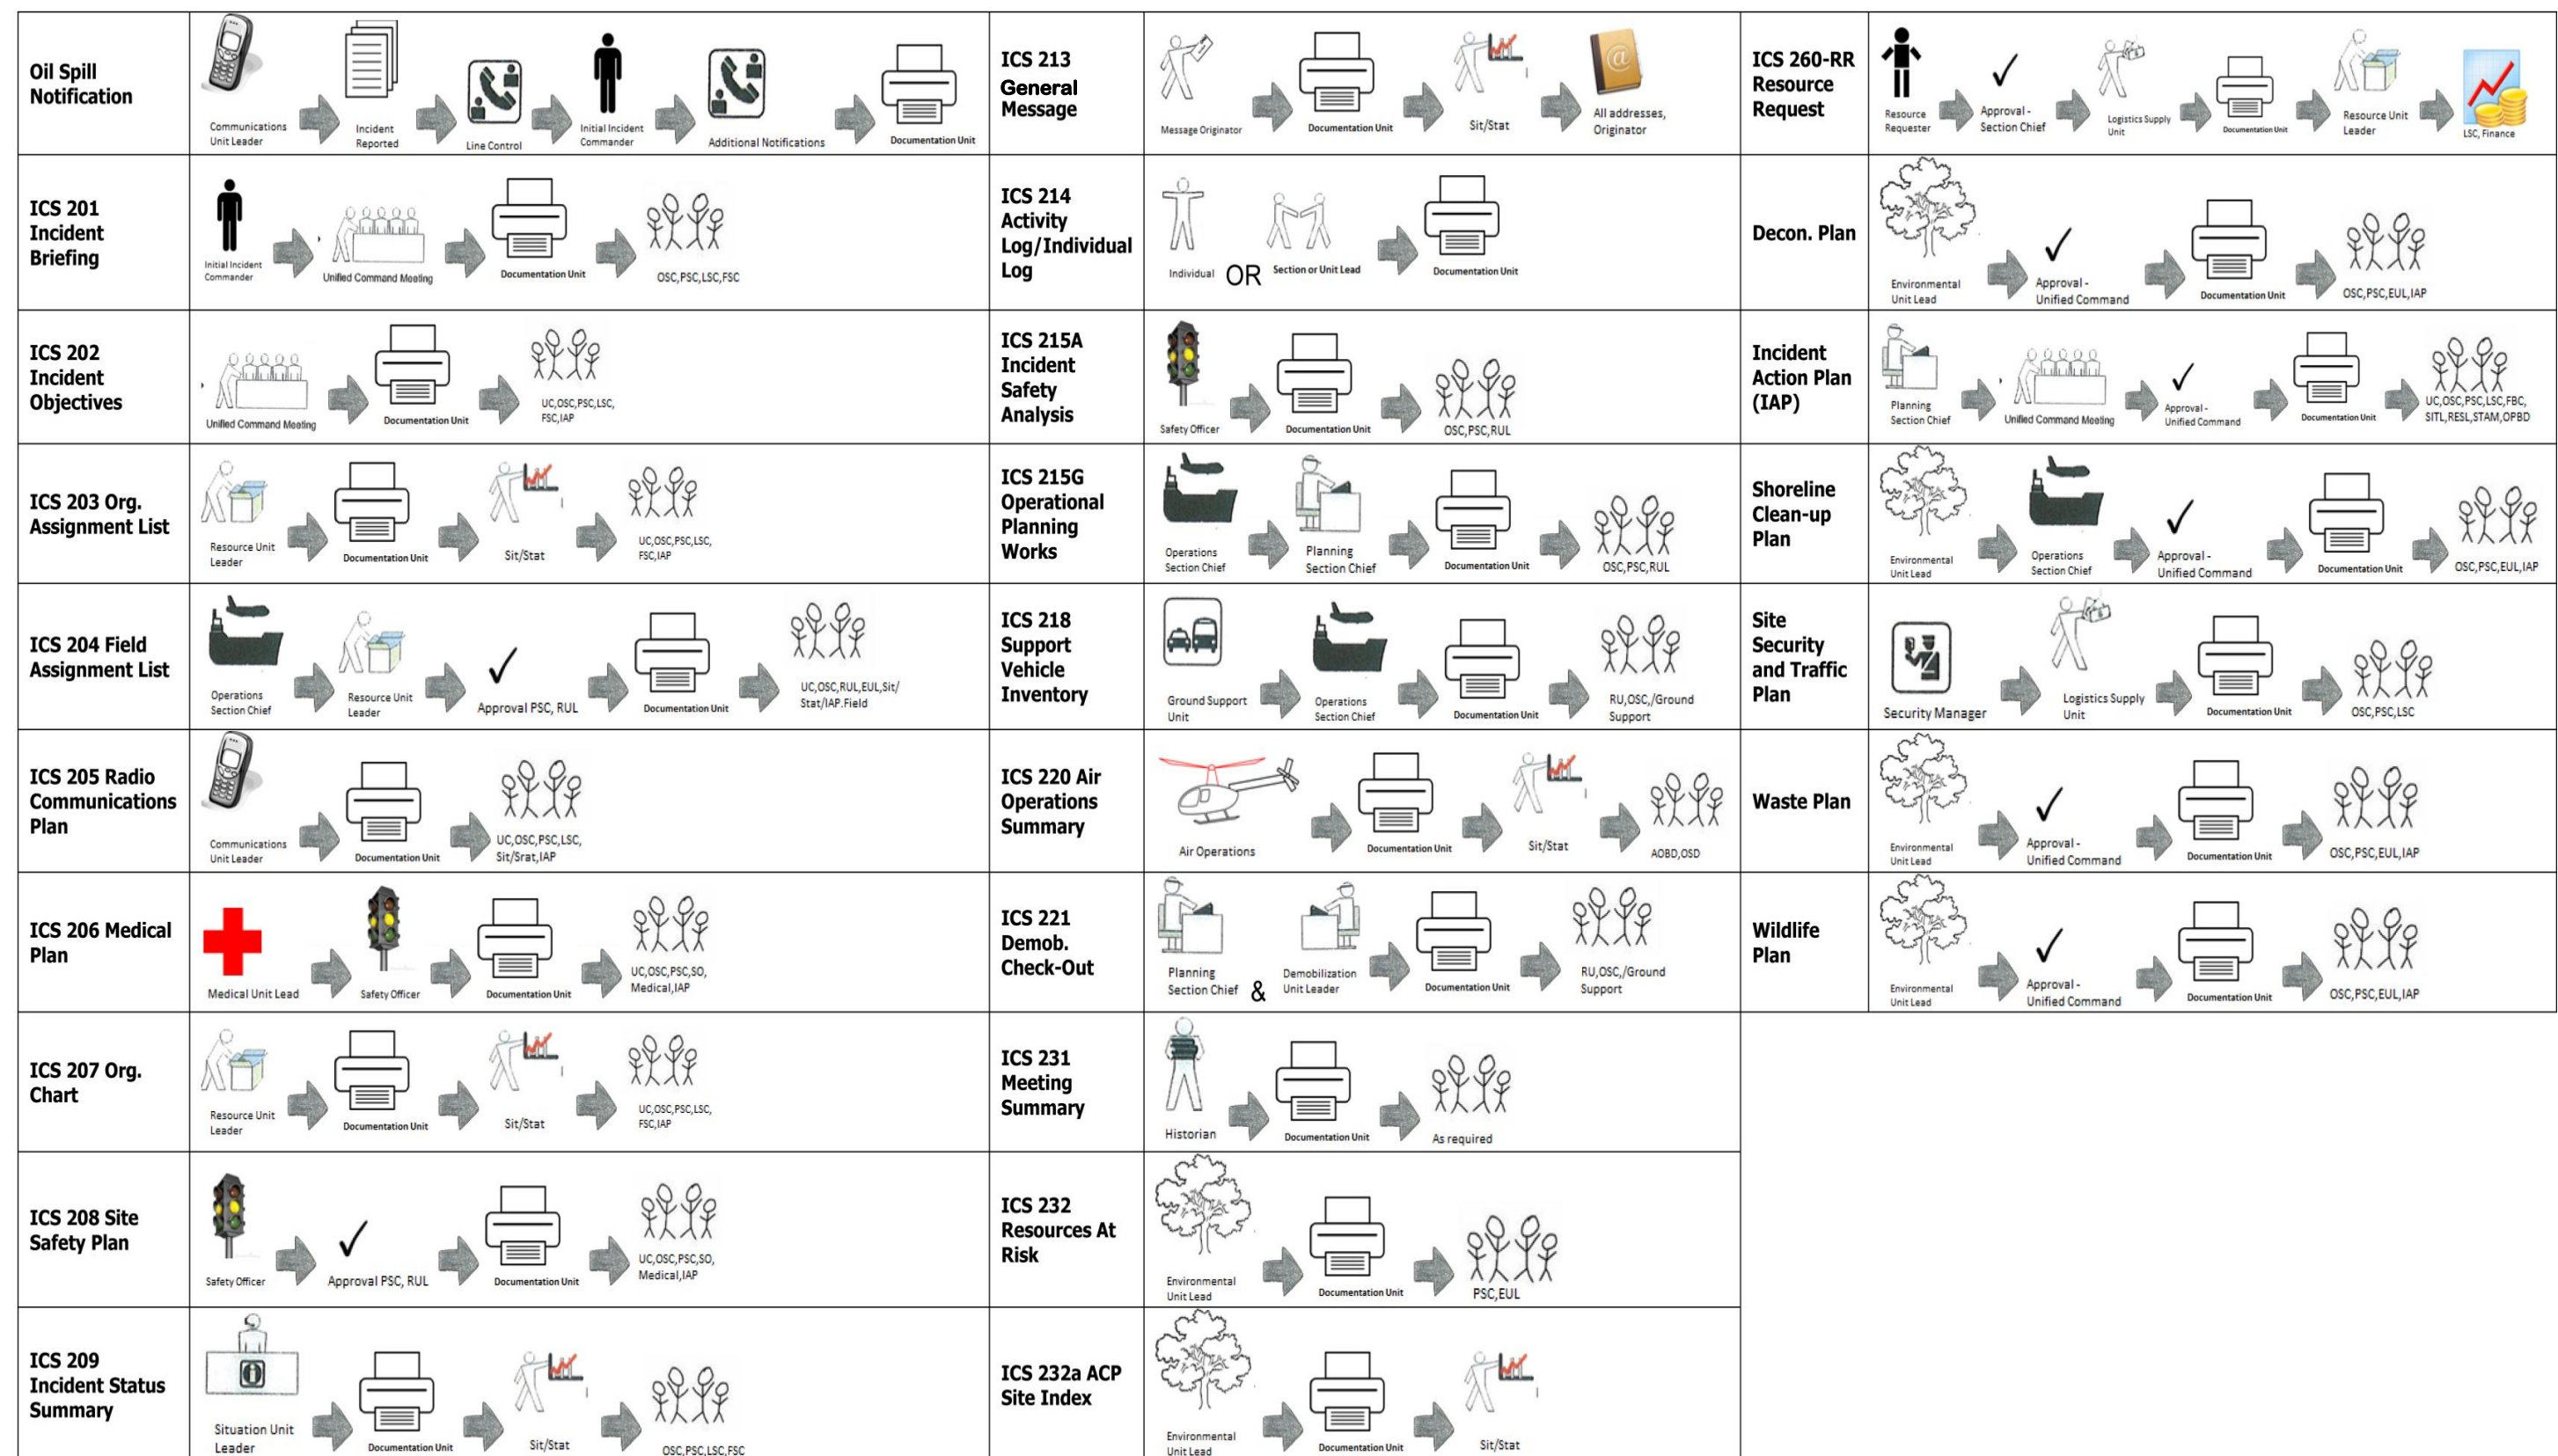 Oil Spill
Notification
Communications
Unit Leader
Incident
Reported
Line Control
Initial Incident
Commander
Additional Notifications
Documentation Unit
ICS 201
Incident
Briefing
Initial Incident
Commander
Unified Command Meeting
Documentation Unit
OSC,PSC,LSC,FSC
ICS 202
Incident
Objectives
Unified Command Meeting
Documentation Unit
UC,OSC,PSC,LSC,
FSC,IAP
ICS 203 Org.
Assignment List
Resource Unit
Leader
Documentation Unit
Sit/Stat
UC,OSC,PSC,LSC,
FSC,IAP
ICS 204 Field
Assignment List
Operations
Section Chief
Resource Unit
Leader
Approval PSC, RUL
Documentation Unit
UC,OSC,RUL,EUL,Sit/
Stat/IAP.Field
ICS 205 Radio
Communications
Plan
Communications
Unit Leader
Documentation Unit
UC,OSC,PSC,LSC,
Sit/Srat,IAP
ICS 206 Medical
Plan
Medical Unit Lead
Safety Officer
Documentation Unit
UC,OSC,PSC,SO,
Medical,IAP
ICS 207 Org.
Chart
Resource Unit
Leader
Documentation Unit
Sit/Stat
UC,OSC,PSC,LSC,
FSC,IAP
ICS 208 Site
Safety Plan
Safety Officer
Approval PSC, RUL
Documentation Unit
UC,OSC,PSC,SO,
Medical,IAP
ICS 209
Incident Status
Summary
Situation Unit
Leader
Documentation Unit
Sit/Stat
OSC,PSC,LSC,FSC
ICS 213
General
Message
Message Originator
Documentation Unit
Sit/Stat
@
All addresses,
Originator
ICS 214
Activity
Log/Individual
Log
Individual
OR
Section or Unit Lead
Documentation Unit
ICS 215A
Incident
Safety
Analysis
Safety Officer
Documentation Unit
OSC,PSC,RUL
ICS 215G
Operational
Planning
Works
Operations
Section Chief
Planning
Section Chief
Documentation Unit
OSC,PSC,RUL
ICS 218
Support
Vehicle
Inventory
Ground Support
Unit
Operations
Section Chief
Documentation Unit
RU,OSC,/Ground
Support
ICS 220 Air
Operations
Summary
Air Operations
Documentation Unit
Sit/Stat
AOBD,OSD
ICS 221
Demob.
Check-Out
Planning
Section Chief
&
Demobilization
Unit Leader
Documentation Unit
RU,OSC,/Ground
Support
ICS 231
Meeting
Summary
Historian
Documentation Unit
As required
ICS 232
Resources At
Risk
Environmental
Unit Lead
Documentation Unit
PSC,EUL
ICS 232a ACP
Site Index
Environmental
Unit Lead
Documentation Unit
Sit/Stat
ICS 260-RR
Resource
Request
Resource
Requester
Approval -
Section Chief
Logistics Supply
Unit
Documentation Unit
Resource Unit
Leader
LSC, Finance
Decon. Plan
Environmental
Unit Lead
Approval -
Unified Command
Documentation Unit
OSC,PSC,EUL,IAP
Incident
Action Plan
(IAP)
Planning
Section Chief
Unified Command Meeting
Approval -
Unified Command
Documentation Unit
UC,OSC,PSC,LSC,FBC,
SITL,RESL,STAM,OPBD
Shoreline
Clean-up
Plan
Environmental
Unit Lead
Operations
Section Chief
Approval -
Unified Command
Documentation Unit
OSC,PSC,EUL,IAP
Site
Security
and Traffic
Plan
Security Manager
Logistics Supply
Unit
Documentation Unit
OSC,PSC,LSC
Waste Plan
Environmental
Unit Lead
Approval -
Unified Command
Documentation Unit
OSC,PSC,EUL,IAP
Wildlife
Plan
Environmental
Unit Lead
Approval -
Unified Command
Documentation Unit
OSC,PSC,EUL,IAP